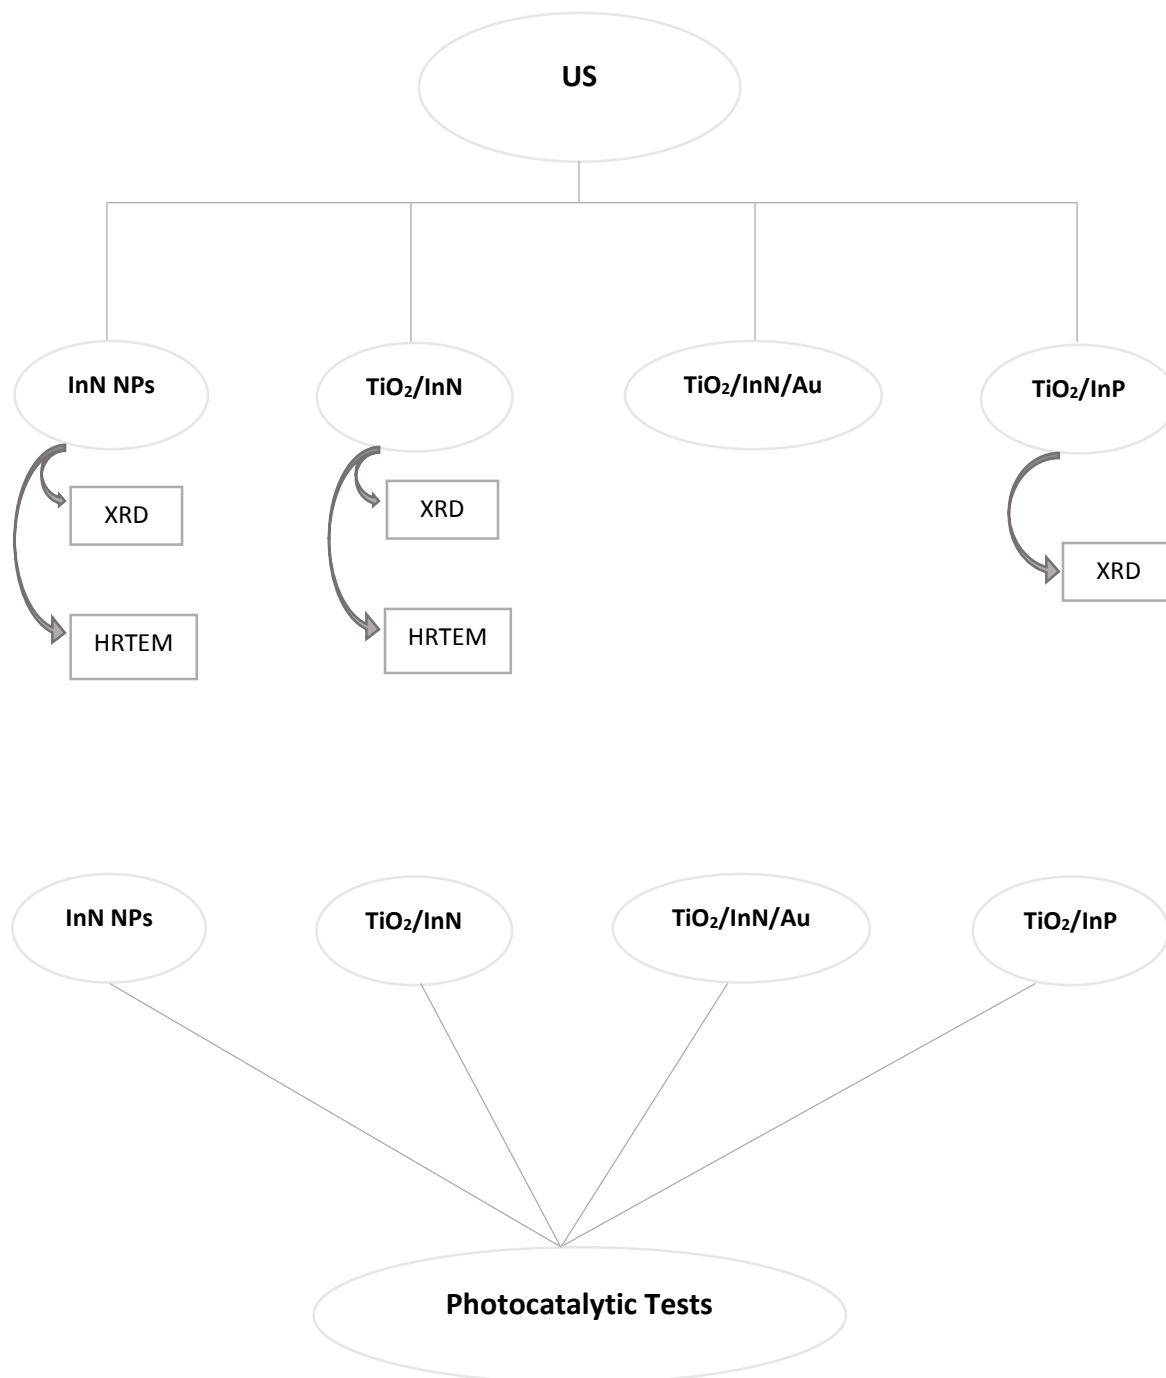 US
InN NPs
TiO₂/InN
TiO₂/InN/Au
TiO₂/InP
XRD
XRD
XRD
HRTEM
HRTEM
InN NPs
TiO₂/InN
TiO₂/InN/Au
TiO₂/InP
Photocatalytic Tests